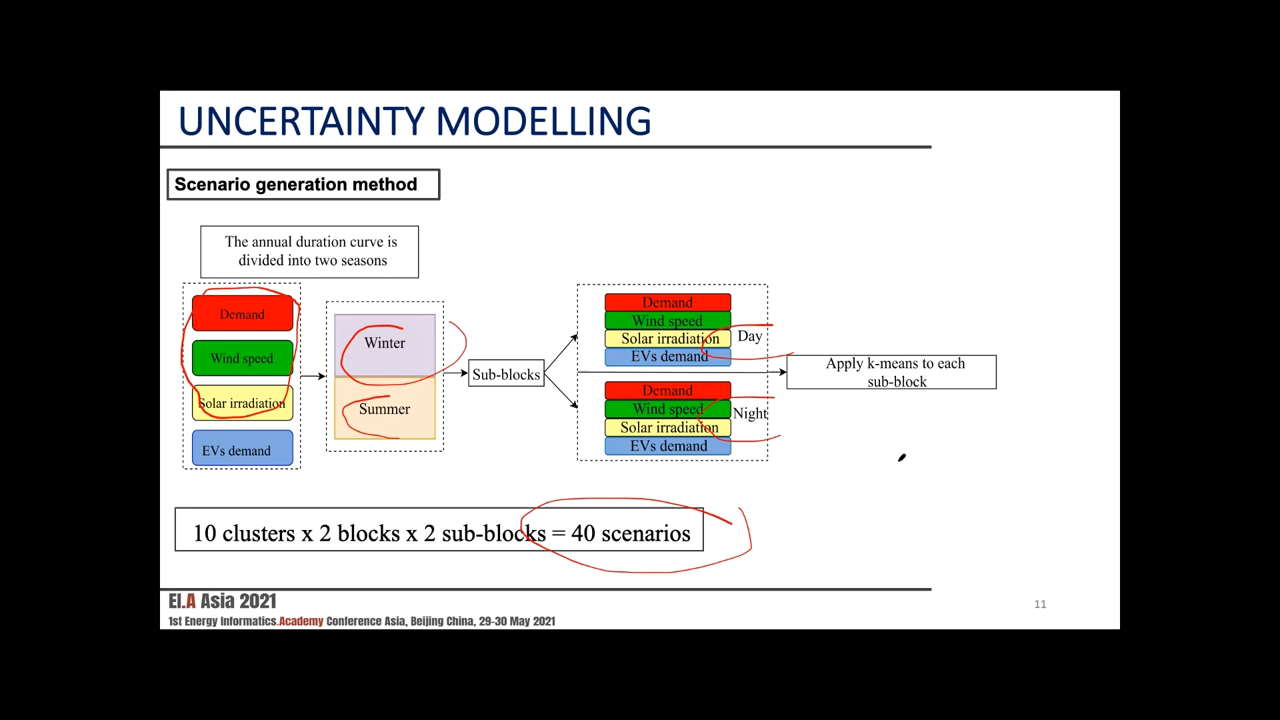 UNCERTAINTY MODELLING
Scenario generation method
The annual duration curve is
divided into two seasons
Demand
Wind speed
Solar irradiation
EVs demand
Winter
Summer
Sub-blocks
Demand
Wind speed
Solar irradiation
EVs demand
Day
Demand
Wind speed
Solar irradiation
EVs demand
Night
Apply k-means to each
sub-block
10 clusters x 2 blocks x 2 sub-blocks = 40 scenarios
EI.A Asia 2021
1st Energy Informatics.Academy Conference Asia, Beijing China, 29-30 May 2021
11